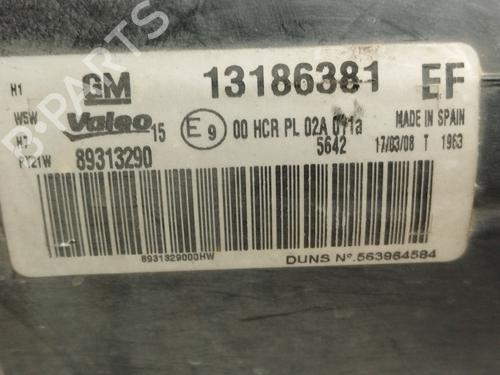 H1 GM 13186381 EF
W5W Valeo 15 E9 00 HCR PL 02A 011a MADE IN SPAIN
H7 5642 17/03/08 T 1963
PY21W 89313290
8931329000HW DUNS Nº.563964584
B-PARTS